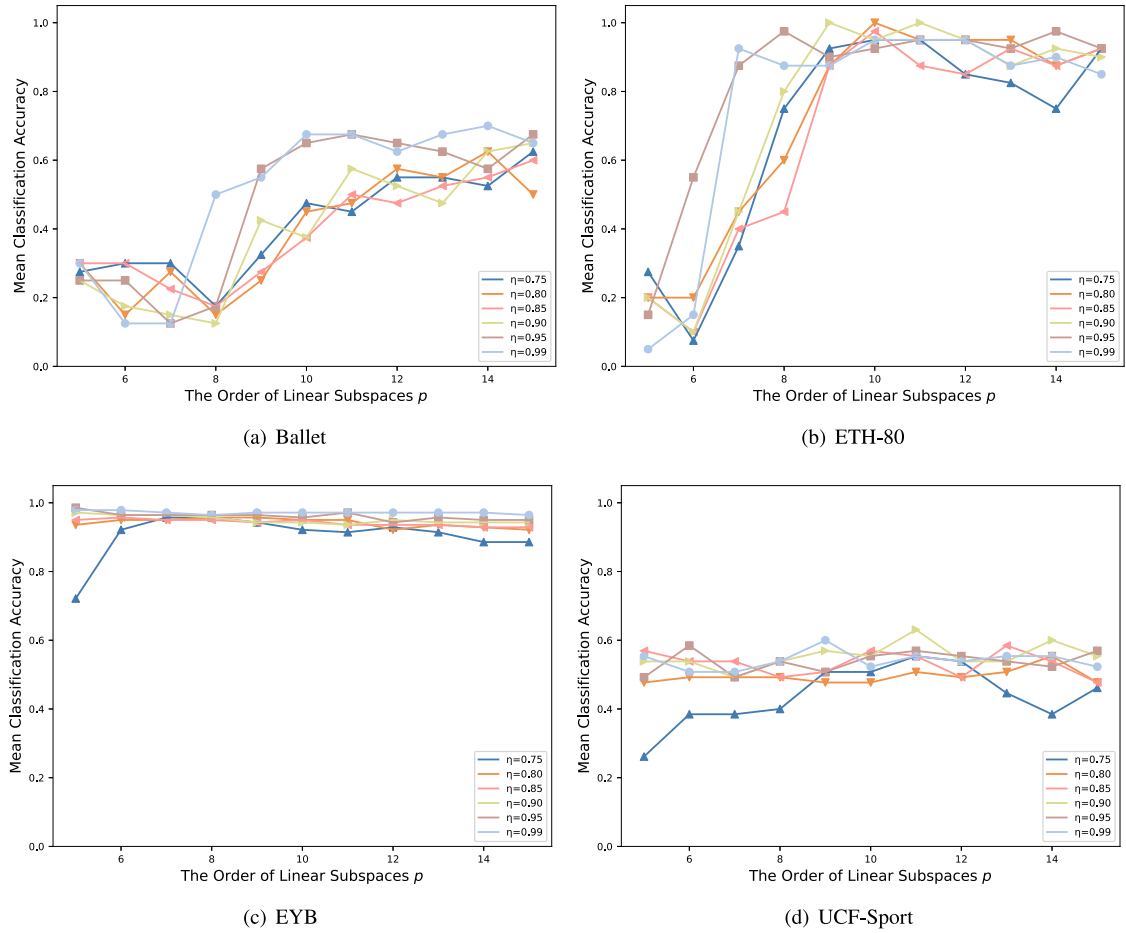 1.0
0.8
0.6
0.4
0.2
0.0
Mean Classification Accuracy
6 8 10 12 14
The Order of Linear Subspaces p
η=0.75
η=0.80
η=0.85
η=0.90
η=0.95
η=0.99
(a) Ballet
1.0
0.8
0.6
0.4
0.2
0.0
Mean Classification Accuracy
6 8 10 12 14
The Order of Linear Subspaces p
η=0.75
η=0.80
η=0.85
η=0.90
η=0.95
η=0.99
(b) ETH-80
1.0
0.8
0.6
0.4
0.2
0.0
Mean Classification Accuracy
6 8 10 12 14
The Order of Linear Subspaces p
η=0.75
η=0.80
η=0.85
η=0.90
η=0.95
η=0.99
(c) EYB
1.0
0.8
0.6
0.4
0.2
0.0
Mean Classification Accuracy
6 8 10 12 14
The Order of Linear Subspaces p
η=0.75
η=0.80
η=0.85
η=0.90
η=0.95
η=0.99
(d) UCF-Sport